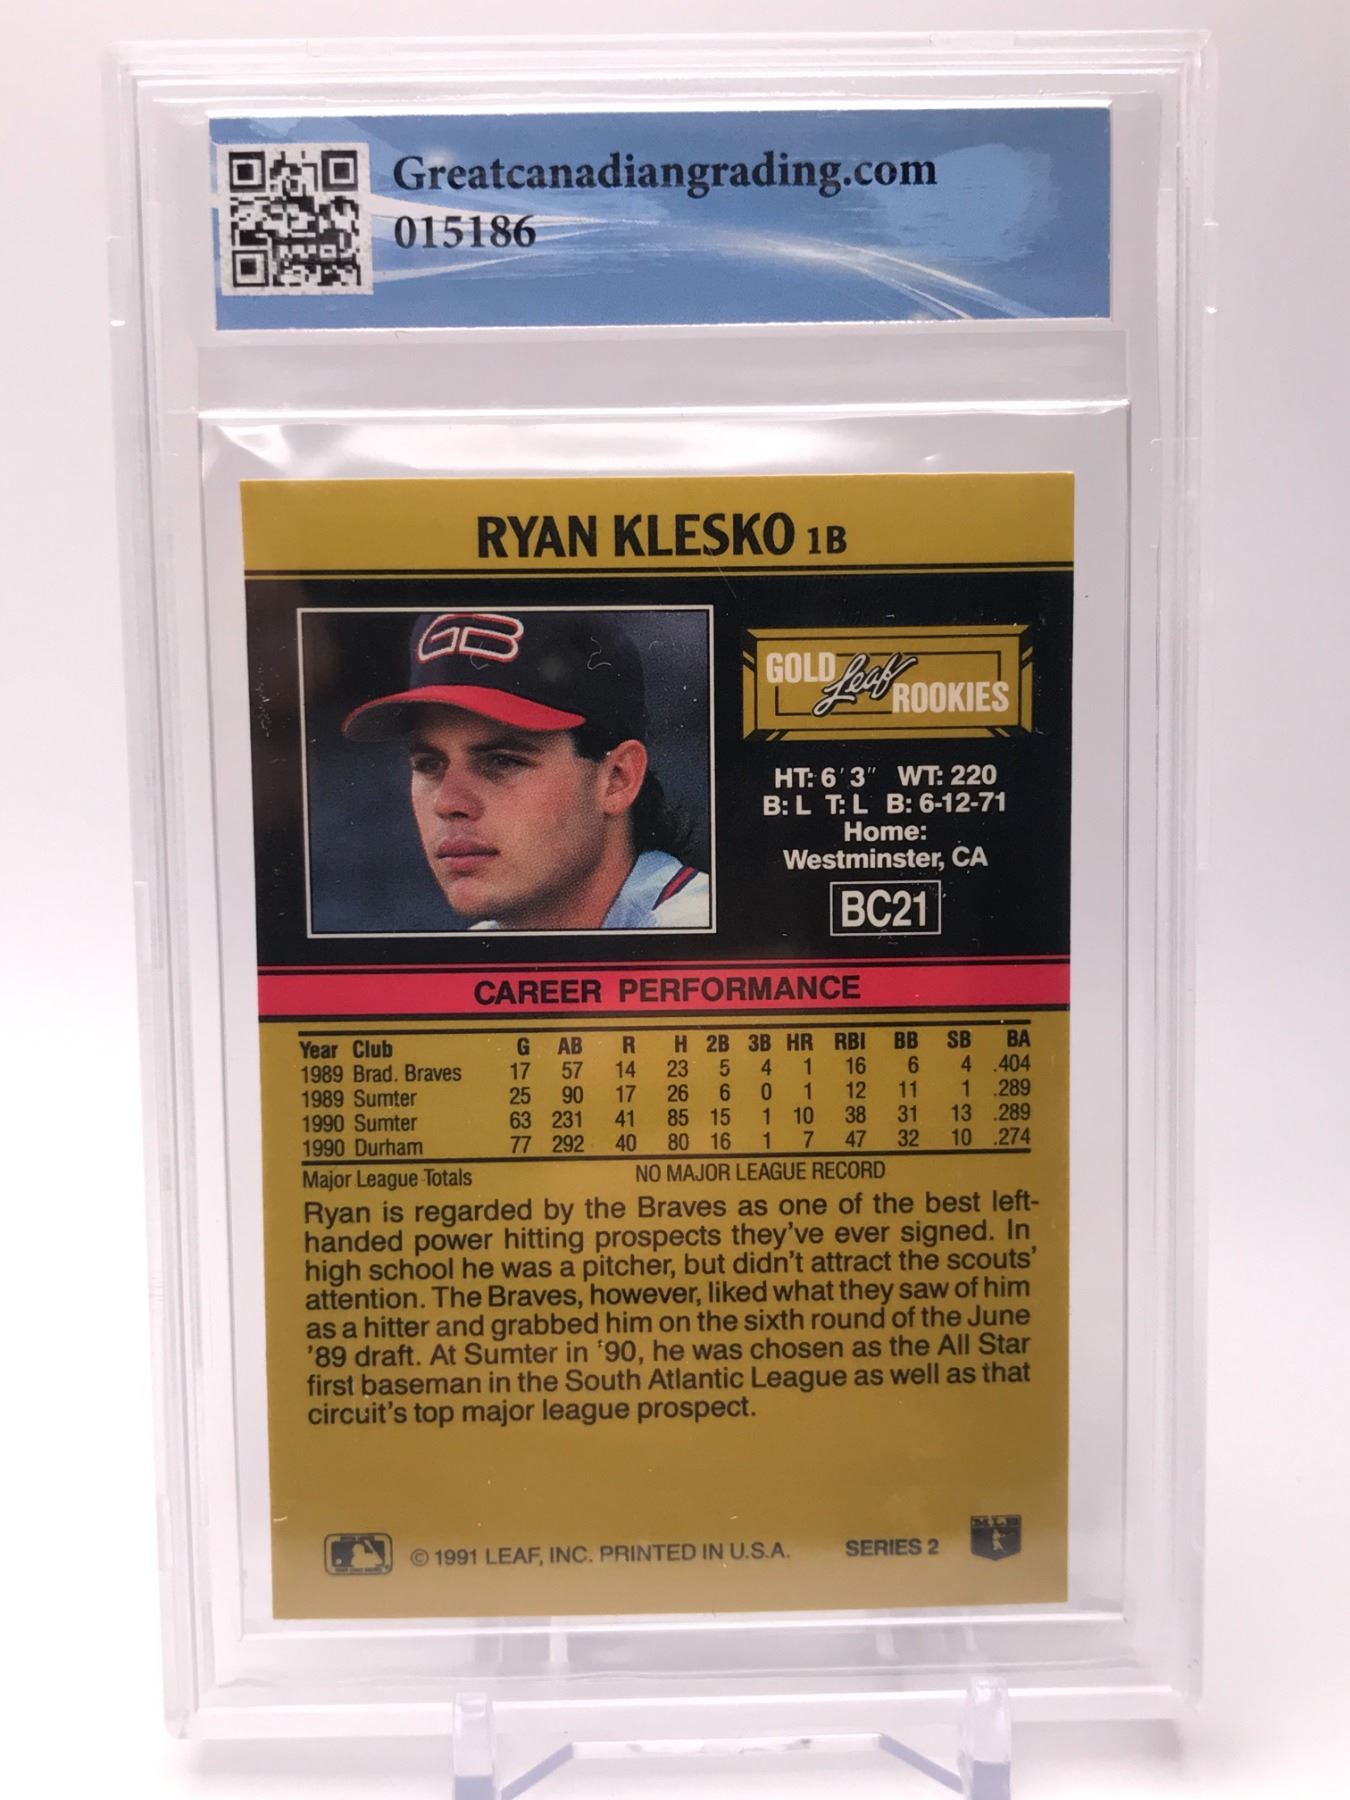 Greatcanadiangrading.com
015186
RYAN KLESKO 1B
GB
GOLD Leaf ROOKIES
HT: 6' 3" WT: 220
B: L T: L B: 6-12-71
Home:
Westminster, CA
BC21
CAREER PERFORMANCE
Year Club G AB R H 2B 3B HR RBI BB SB BA
1989 Brad. Braves 17 57 14 23 5 4 1 16 6 4 .404
1989 Sumter 25 90 17 26 6 0 1 12 11 1 .289
1990 Sumter 63 231 41 85 15 1 10 38 31 13 .289
1990 Durham 77 292 40 80 16 1 7 47 32 10 .274
Major League Totals NO MAJOR LEAGUE RECORD
Ryan is regarded by the Braves as one of the best left-
handed power hitting prospects they've ever signed. In
high school he was a pitcher, but didn't attract the scouts'
attention. The Braves, however, liked what they saw of him
as a hitter and grabbed him on the sixth round of the June
'89 draft. At Sumter in '90, he was chosen as the All Star
first baseman in the South Atlantic League as well as that
circuit's top major league prospect.
© 1991 LEAF, INC. PRINTED IN U.S.A. SERIES 2
MLB